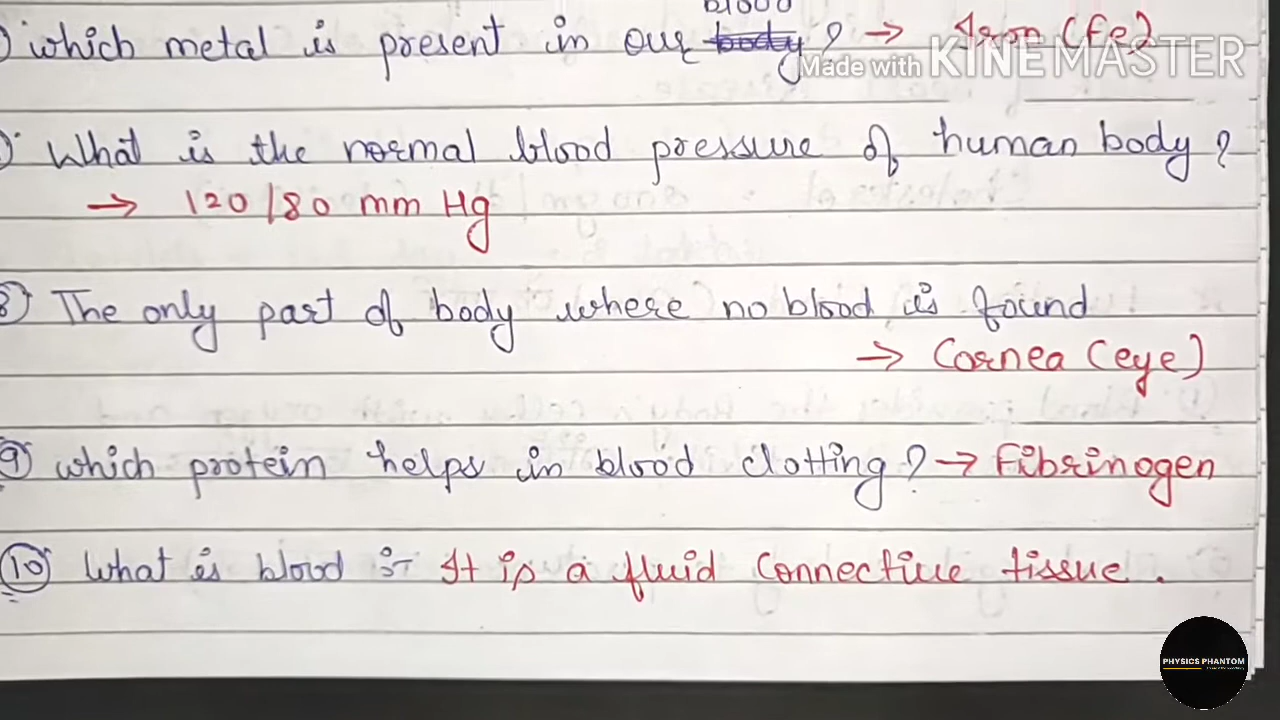 ) which metal is present in our body blood ? → Iron (Fe)
Made with KINEMASTER
) What is the normal blood pressure of human body ?
→ 120/80 mm Hg
8) The only part of body where no blood is found
→ Cornea (eye)
9) which protein helps in blood clotting ? → Fibrinogen
10) What is blood :- It is a fluid Connective tissue .
PHYSICS PHANTOM